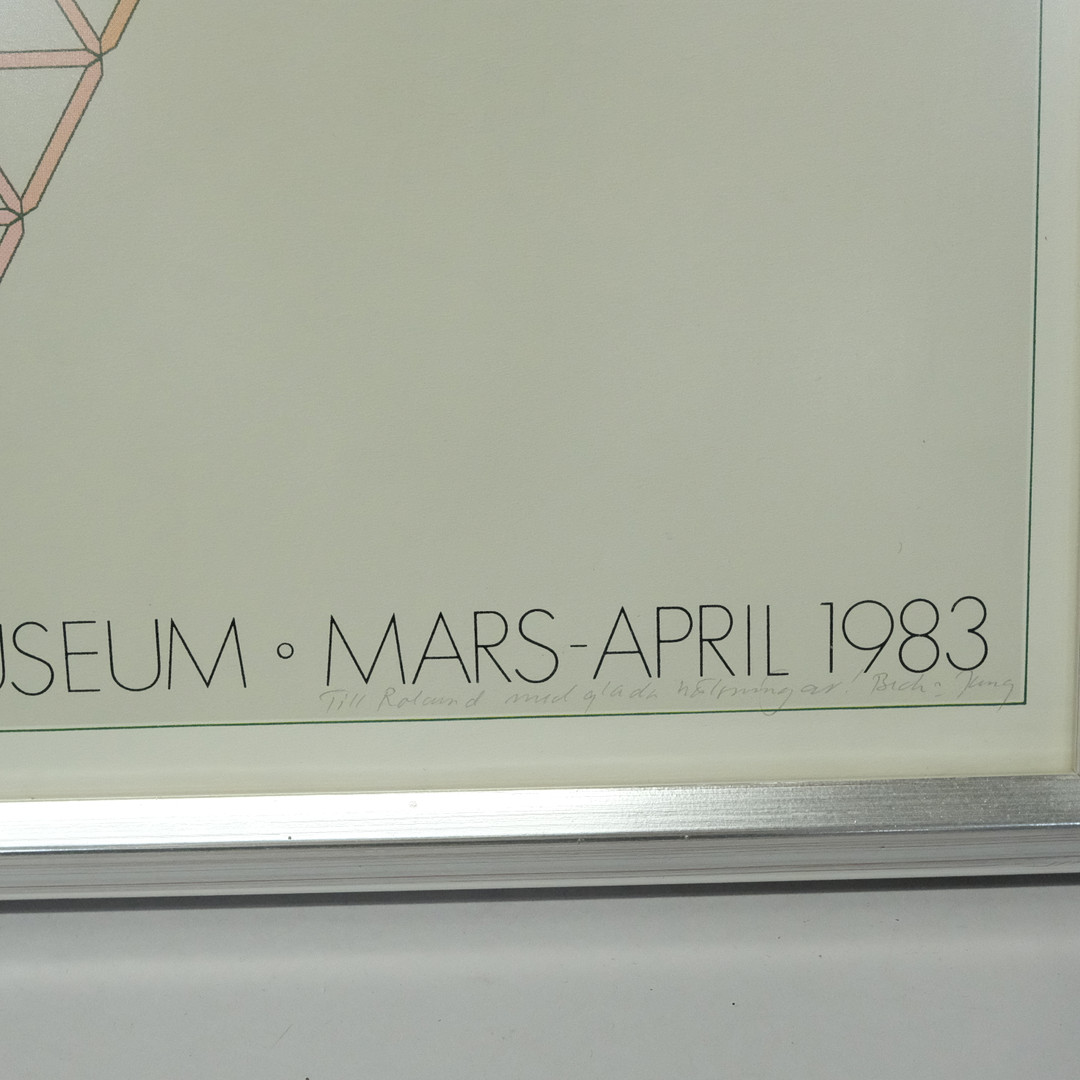 USEUM ∘ MARS-APRIL 1983
Till Roland med glada hälsningar!